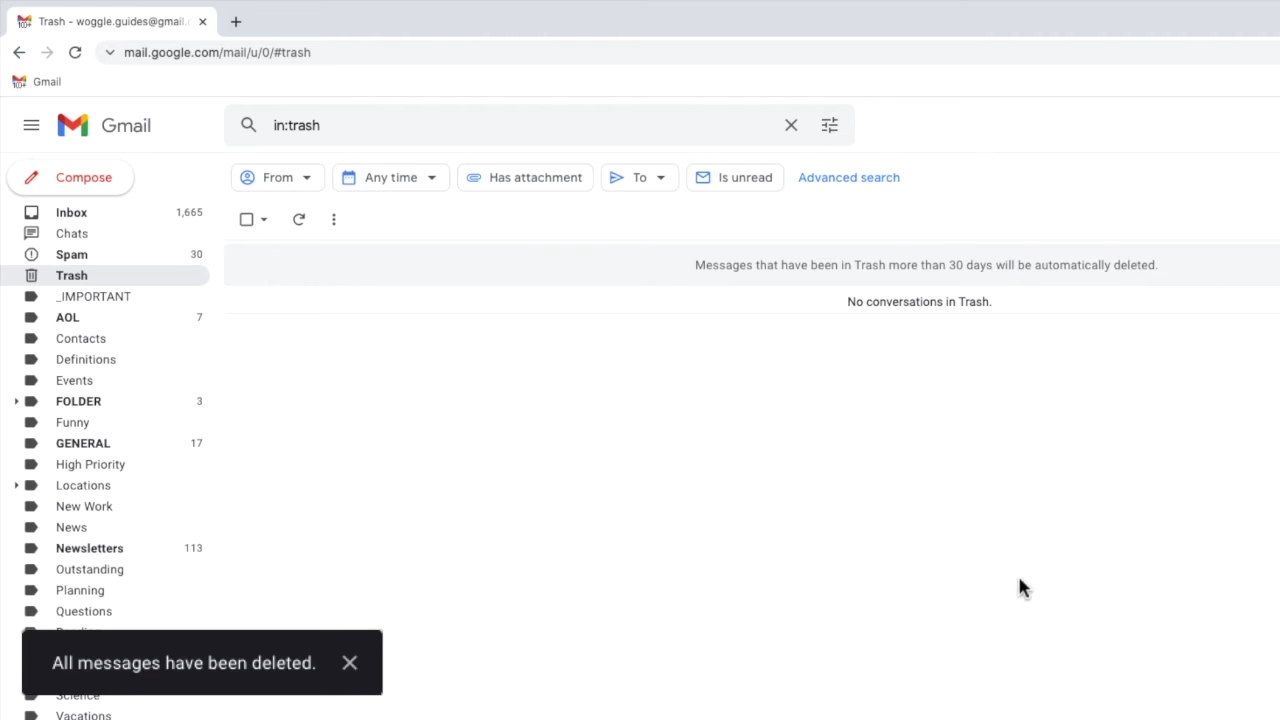 Trash - woggle.guides@gmail.
mail.google.com/mail/u/0/#trash
Gmail
Gmail
in:trash
Compose
From
Any time
Has attachment
To
Is unread
Advanced search
Inbox 1,665
Chats
Spam 30
Trash
_IMPORTANT
AOL 7
Contacts
Definitions
Events
FOLDER 3
Funny
GENERAL 17
High Priority
Locations
New Work
News
Newsletters 113
Outstanding
Planning
Questions
Science
Vacations
Messages that have been in Trash more than 30 days will be automatically deleted.
No conversations in Trash.
All messages have been deleted.